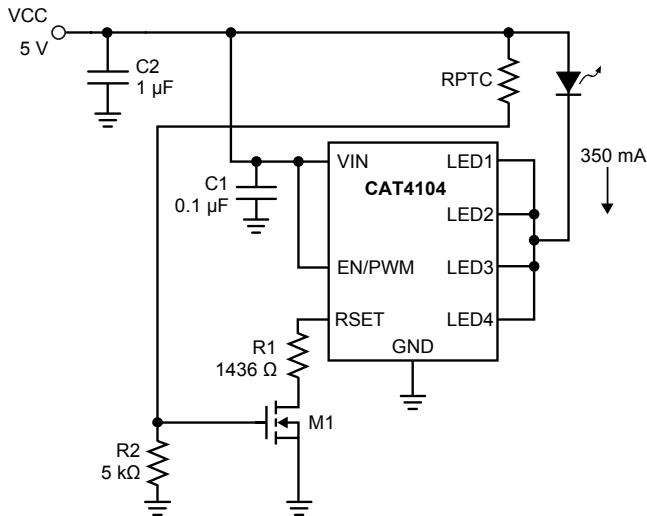 VCC
5 V
C2
1 µF
RPTC
VIN
LED1
350 mA
C1
0.1 µF
CAT4104
LED2
EN/PWM
LED3
RSET
LED4
GND
R1
1436 Ω
M1
R2
5 kΩ